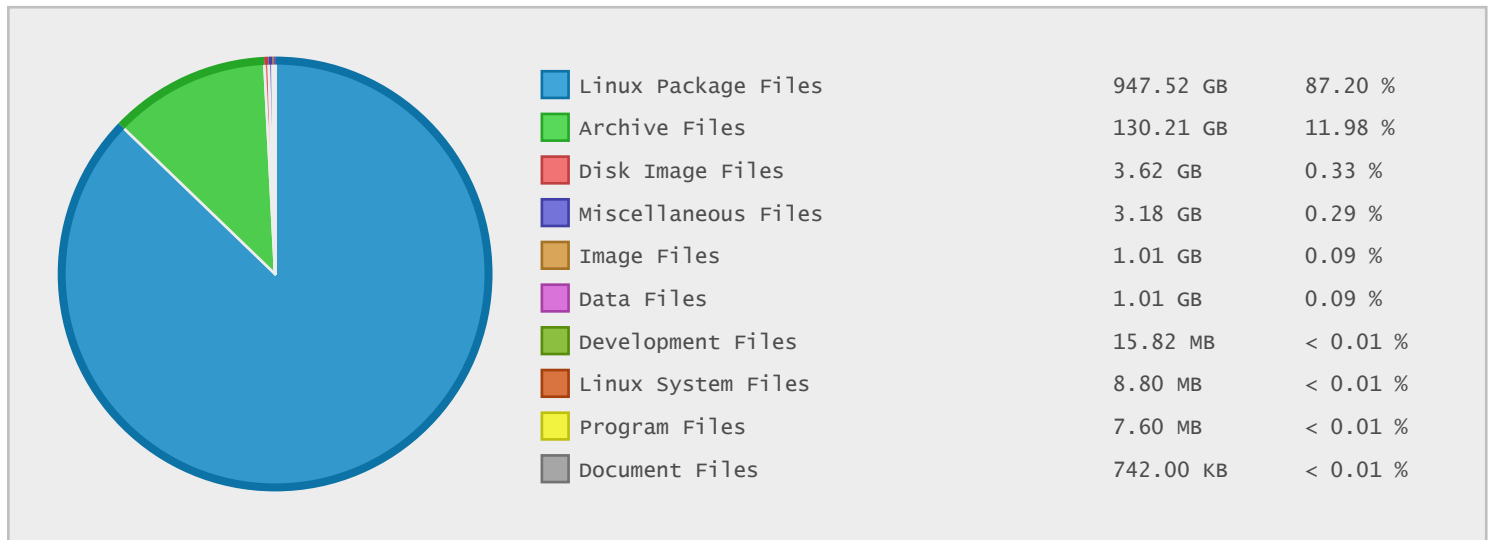 Linux Package Files 947.52 GB 87.20 %
Archive Files 130.21 GB 11.98 %
Disk Image Files 3.62 GB 0.33 %
Miscellaneous Files 3.18 GB 0.29 %
Image Files 1.01 GB 0.09 %
Data Files 1.01 GB 0.09 %
Development Files 15.82 MB < 0.01 %
Linux System Files 8.80 MB < 0.01 %
Program Files 7.60 MB < 0.01 %
Document Files 742.00 KB < 0.01 %